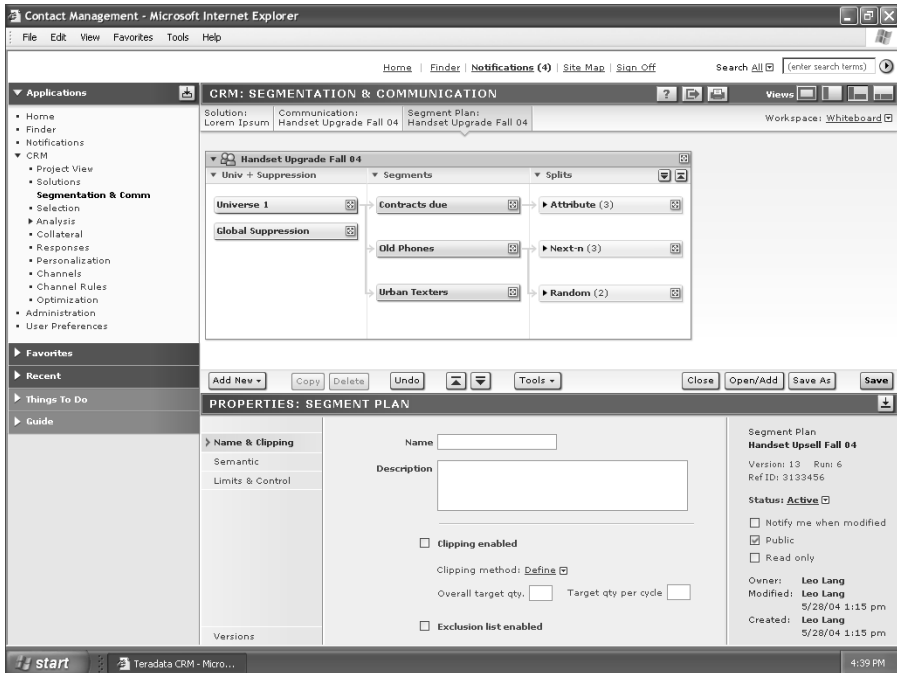 Contact Management - Microsoft Internet Explorer
File Edit View Favorites Tools Help
Home | Finder | Notifications (4) | Site Map | Sign Off
Search All (enter search terms)
Applications
CRM: SEGMENTATION & COMMUNICATION
? Views
Home
Finder
Notifications
CRM
Project View
Solutions
Segmentation & Comm
Selection
Analysis
Collateral
Responses
Personalization
Channels
Channel Rules
Optimization
Administration
User Preferences
Favorites
Recent
Things To Do
Guide
Solution: Communication: Segment Plan:
Lorem Ipsum Handset Upgrade Fall 04 Handset Upgrade Fall 04
Workspace: Whiteboard
Handset Upgrade Fall 04
Univ + Suppression Segments Splits
Universe 1 Contracts due Attribute (3)
Global Suppression
Old Phones Next-n (3)
Urban Texters Random (2)
Add New Copy Delete Undo Tools Close Open/Add Save As Save
PROPERTIES: SEGMENT PLAN
Name & Clipping
Semantic
Limits & Control
Versions
Name
Description
Clipping enabled
Clipping method: Define
Overall target qty. Target qty per cycle
Exclusion list enabled
Segment Plan
Handset Upsell Fall 04
Version: 13 Run: 6
Ref ID: 3133456
Status: Active
Notify me when modified
Public
Read only
Owner: Leo Lang
Modified: Leo Lang
5/28/04 1:15 pm
Created: Leo Lang
5/28/04 1:15 pm
start Teradata CRM - Micro... 4:39 PM